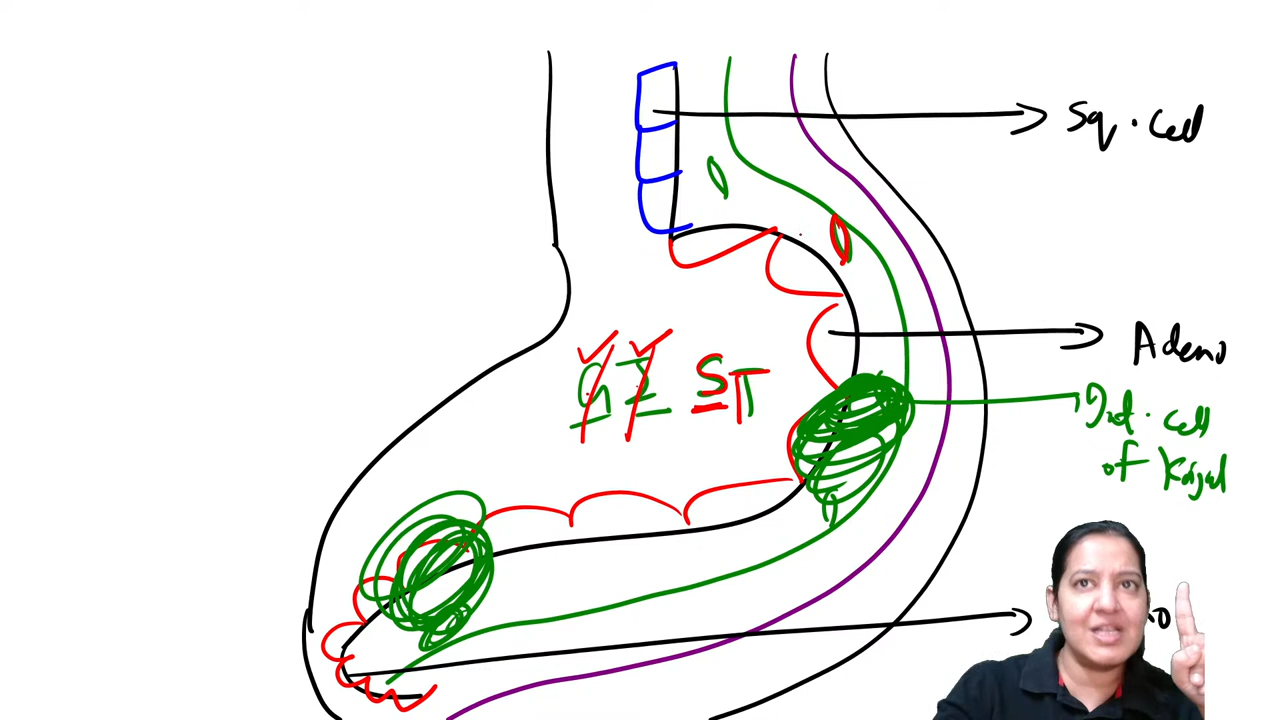 Sq. cell
Adeno
GIST
Int. cell
of Kajal